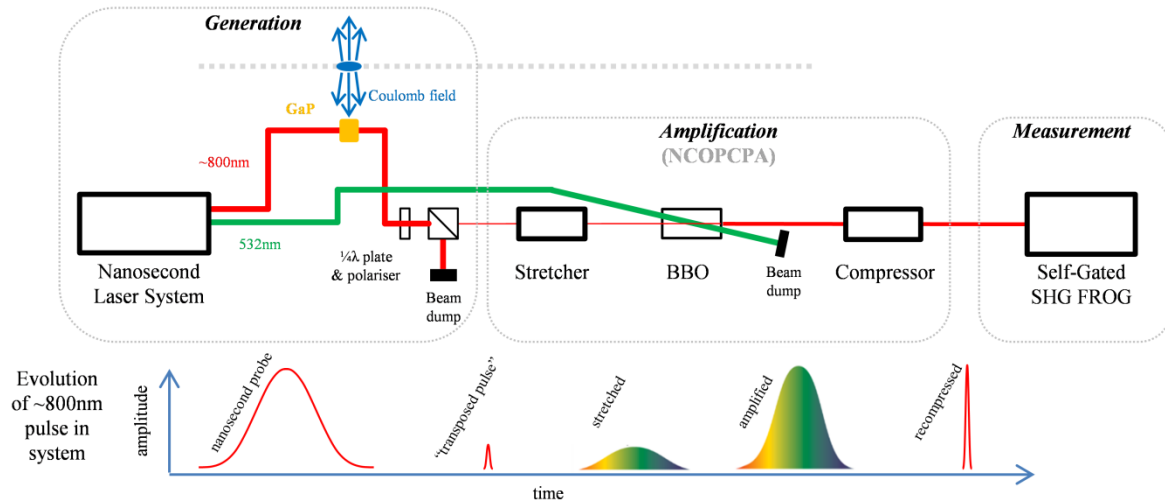 Generation
Coulomb field
GaP
~800nm
532nm
Nanosecond
Laser System
¼λ plate
& polariser
Beam
dump
Amplification
(NCOPCPA)
Stretcher
BBO
Beam
dump
Compressor
Measurement
Self-Gated
SHG FROG
Evolution
of ~800nm
pulse in
system
amplitude
nanosecond probe
“transposed pulse”
stretched
amplified
recompressed
time